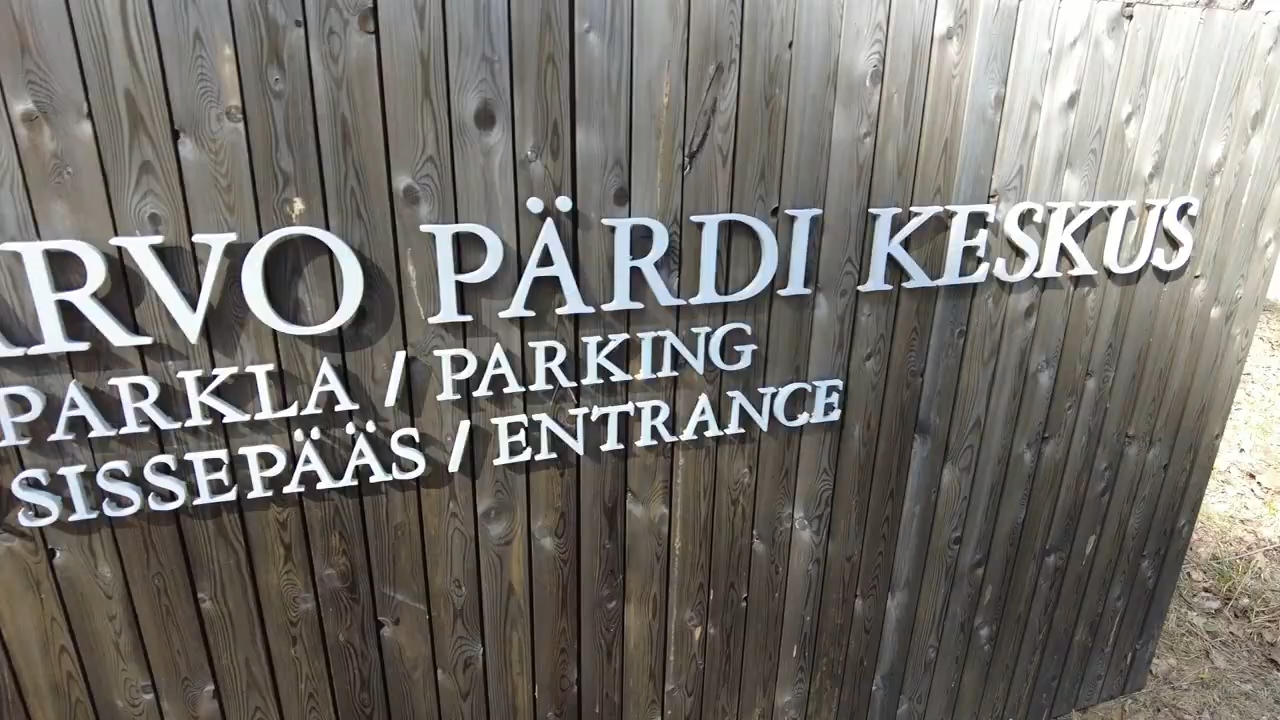 ARVO PÄRDI KESKUS
PARKLA / PARKING
SISSEPÄÄS / ENTRANCE